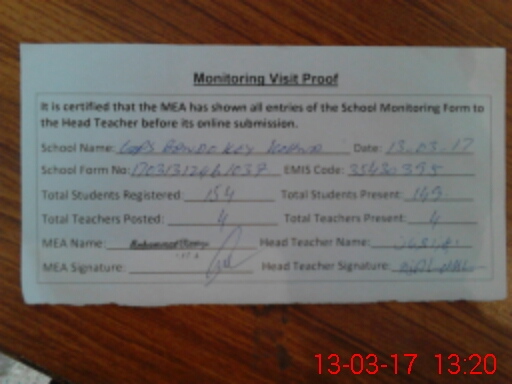 Monitoring Visit Proof
It is certified that the MEA has shown all entries of the School Monitoring Form to
the Head Teacher before its online submission.
School Name: GGPS Date: 13-03-17
School Form No: EMIS Code: 35430395
Total Students Registered: 154 Total Students Present: 149
Total Teachers Posted: 4 Total Teachers Present: 4
MEA Name: Head Teacher Name:
MEA Signature: Head Teacher Signature:
13-03-17 13:20